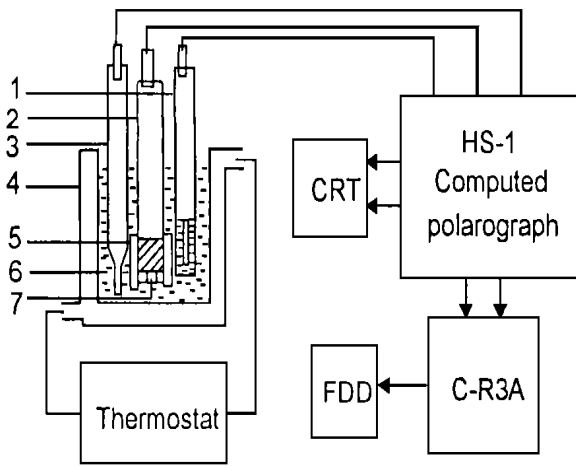 1
2
3
4
5
6
7
HS-1
Computed
polarograph
CRT
Thermostat
FDD
C-R3A